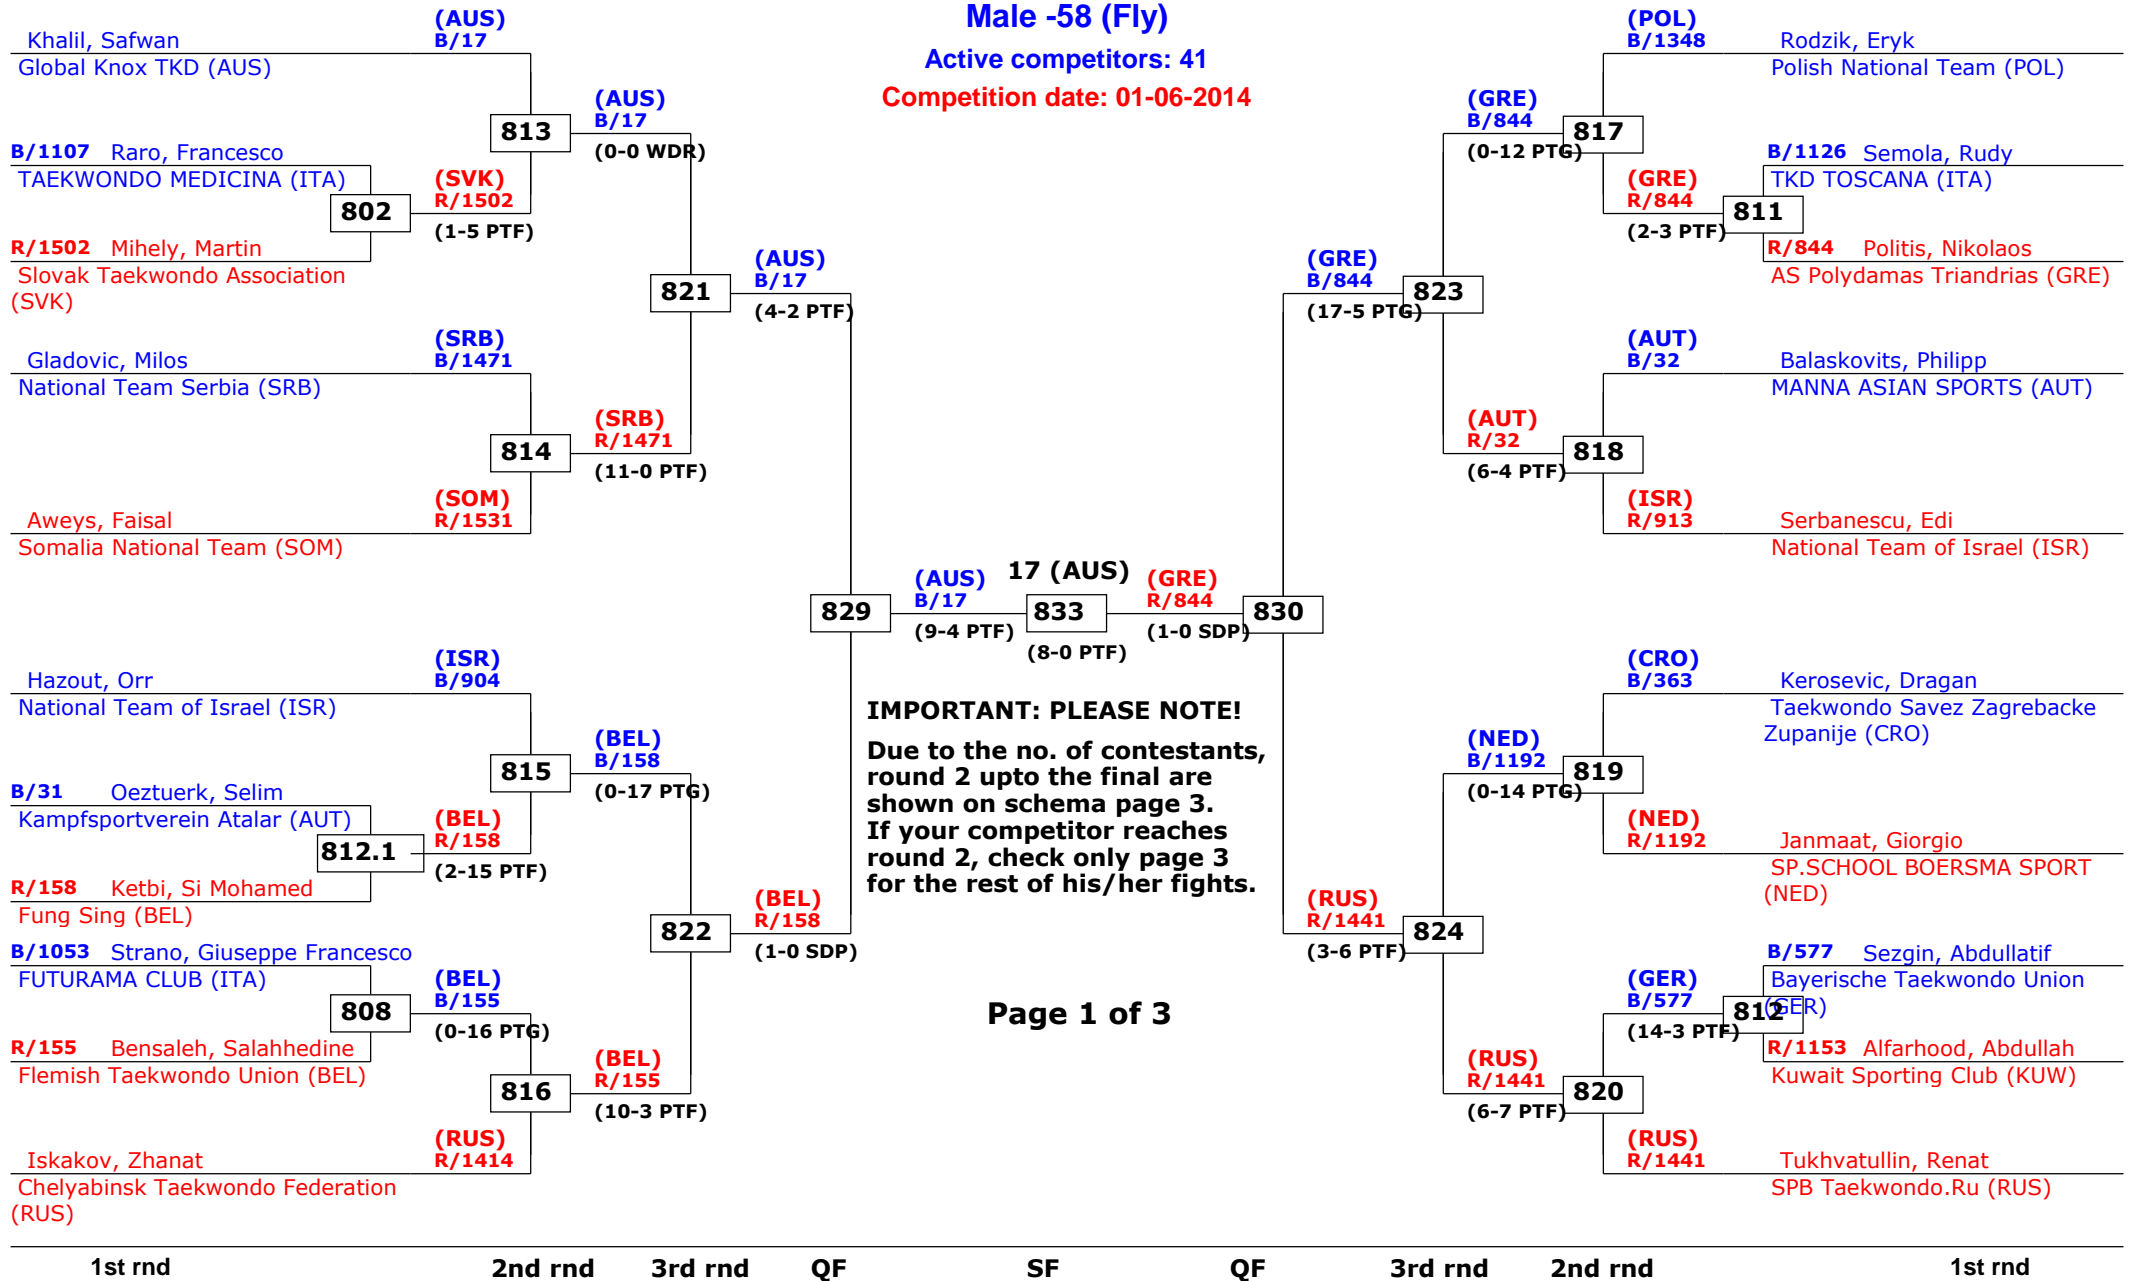 Male -58 (Fly)
Active competitors: 41
Competition date: 01-06-2014
Khalil, Safwan
Global Knox TKD (AUS)
(AUS)
B/17
B/1107 Raro, Francesco
TAEKWONDO MEDICINA (ITA)
802
R/1502 Mihely, Martin
Slovak Taekwondo Association
(SVK)
(SVK)
R/1502
(1-5 PTF)
813
(AUS)
B/17
(0-0 WDR)
Gladovic, Milos
National Team Serbia (SRB)
(SRB)
B/1471
814
Aweys, Faisal
Somalia National Team (SOM)
(SOM)
R/1531
(SRB)
R/1471
(11-0 PTF)
821
(AUS)
B/17
(4-2 PTF)
Hazout, Orr
National Team of Israel (ISR)
(ISR)
B/904
B/31 Oeztuerk, Selim
Kampfsportverein Atalar (AUT)
812.1
R/158 Ketbi, Si Mohamed
Fung Sing (BEL)
(BEL)
R/158
(2-15 PTF)
815
(BEL)
B/158
(0-17 PTG)
B/1053 Strano, Giuseppe Francesco
FUTURAMA CLUB (ITA)
808
R/155 Bensaleh, Salahhedine
Flemish Taekwondo Union (BEL)
(BEL)
B/155
(0-16 PTG)
816
Iskakov, Zhanat
Chelyabinsk Taekwondo Federation
(RUS)
(RUS)
R/1414
(BEL)
R/155
(10-3 PTF)
822
(BEL)
R/158
(1-0 SDP)
829
(AUS)
B/17
(9-4 PTF)
17 (AUS)
833
(8-0 PTF)
(GRE)
R/844
(1-0 SDP)
830
IMPORTANT: PLEASE NOTE!
Due to the no. of contestants,
round 2 upto the final are
shown on schema page 3.
If your competitor reaches
round 2, check only page 3
for the rest of his/her fights.
Page 1 of 3
(POL)
B/1348
Rodzik, Eryk
Polish National Team (POL)
(GRE)
B/844
(0-12 PTG)
817
B/1126 Semola, Rudy
TKD TOSCANA (ITA)
(GRE)
R/844
(2-3 PTF)
811
R/844 Politis, Nikolaos
AS Polydamas Triandrias (GRE)
(GRE)
B/844
(17-5 PTG)
823
(AUT)
B/32
Balaskovits, Philipp
MANNA ASIAN SPORTS (AUT)
(AUT)
R/32
(6-4 PTF)
818
(ISR)
R/913
Serbanescu, Edi
National Team of Israel (ISR)
(CRO)
B/363
Kerosevic, Dragan
Taekwondo Savez Zagrebacke
Zupanije (CRO)
(NED)
B/1192
(0-14 PTG)
819
(NED)
R/1192
Janmaat, Giorgio
SP.SCHOOL BOERSMA SPORT
(NED)
(RUS)
R/1441
(3-6 PTF)
824
B/577 Sezgin, Abdullatif
Bayerische Taekwondo Union
(GER)
(GER)
B/577
(14-3 PTF)
812
R/1153 Alfarhood, Abdullah
Kuwait Sporting Club (KUW)
(RUS)
R/1441
(6-7 PTF)
820
(RUS)
R/1441
Tukhvatullin, Renat
SPB Taekwondo.Ru (RUS)
1st rnd 2nd rnd 3rd rnd QF SF QF 3rd rnd 2nd rnd 1st rnd